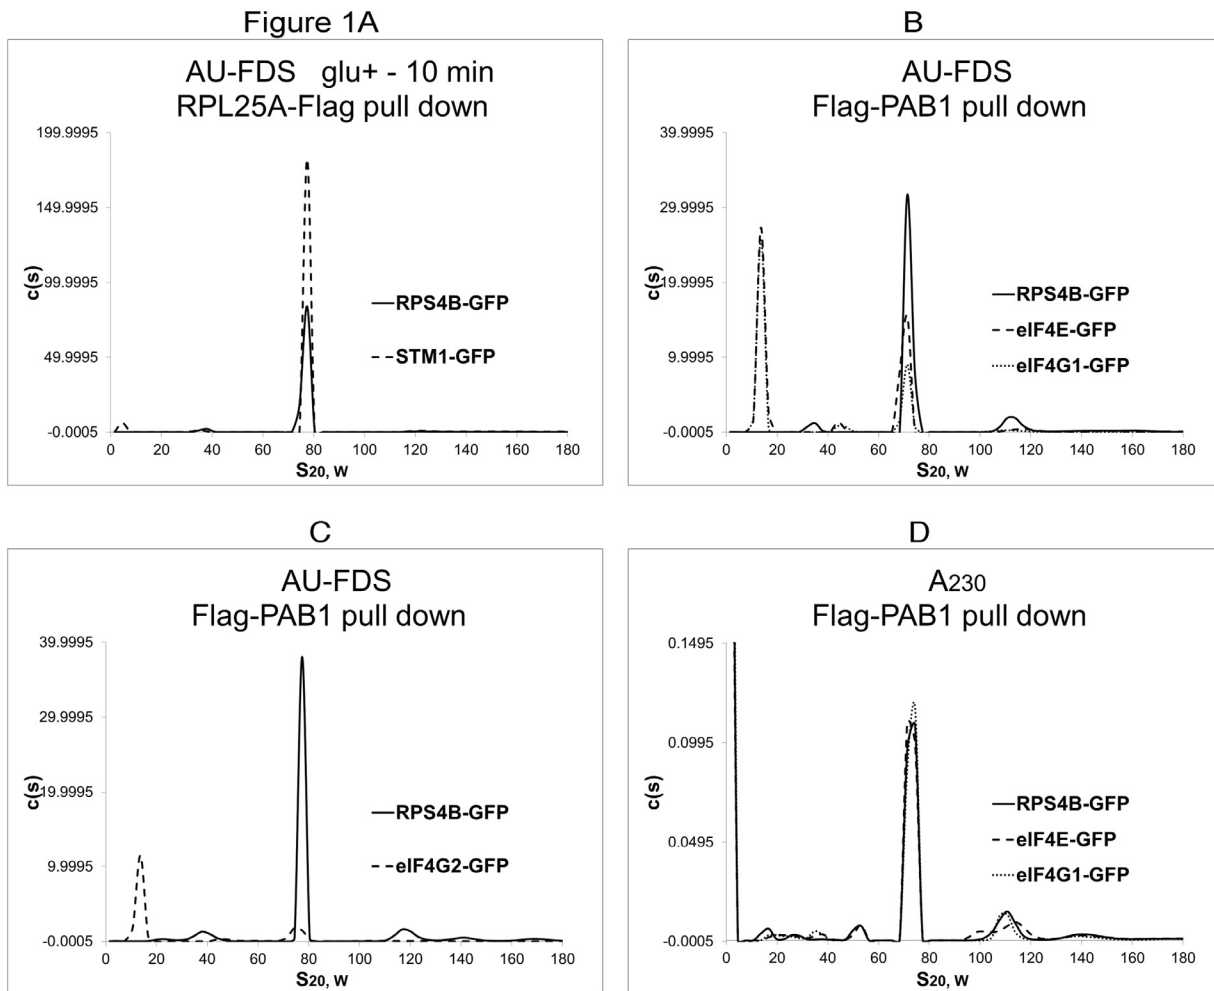 Figure 1A
AU-FDS glu+ - 10 min
RPL25A-Flag pull down
199.9995
149.9995
99.9995
49.9995
-0.0005
c(s)
0 20 40 60 80 100 120 140 160 180
S20, W
RPS4B-GFP
STM1-GFP
B
AU-FDS
Flag-PAB1 pull down
39.9995
29.9995
19.9995
9.9995
-0.0005
c(s)
0 20 40 60 80 100 120 140 160 180
S20, W
RPS4B-GFP
eIF4E-GFP
eIF4G1-GFP
C
AU-FDS
Flag-PAB1 pull down
39.9995
29.9995
19.9995
9.9995
-0.0005
c(s)
0 20 40 60 80 100 120 140 160 180
S20, W
RPS4B-GFP
eIF4G2-GFP
D
A230
Flag-PAB1 pull down
0.1495
0.0995
0.0495
-0.0005
c(s)
0 20 40 60 80 100 120 140 160 180
S20, W
RPS4B-GFP
eIF4E-GFP
eIF4G1-GFP